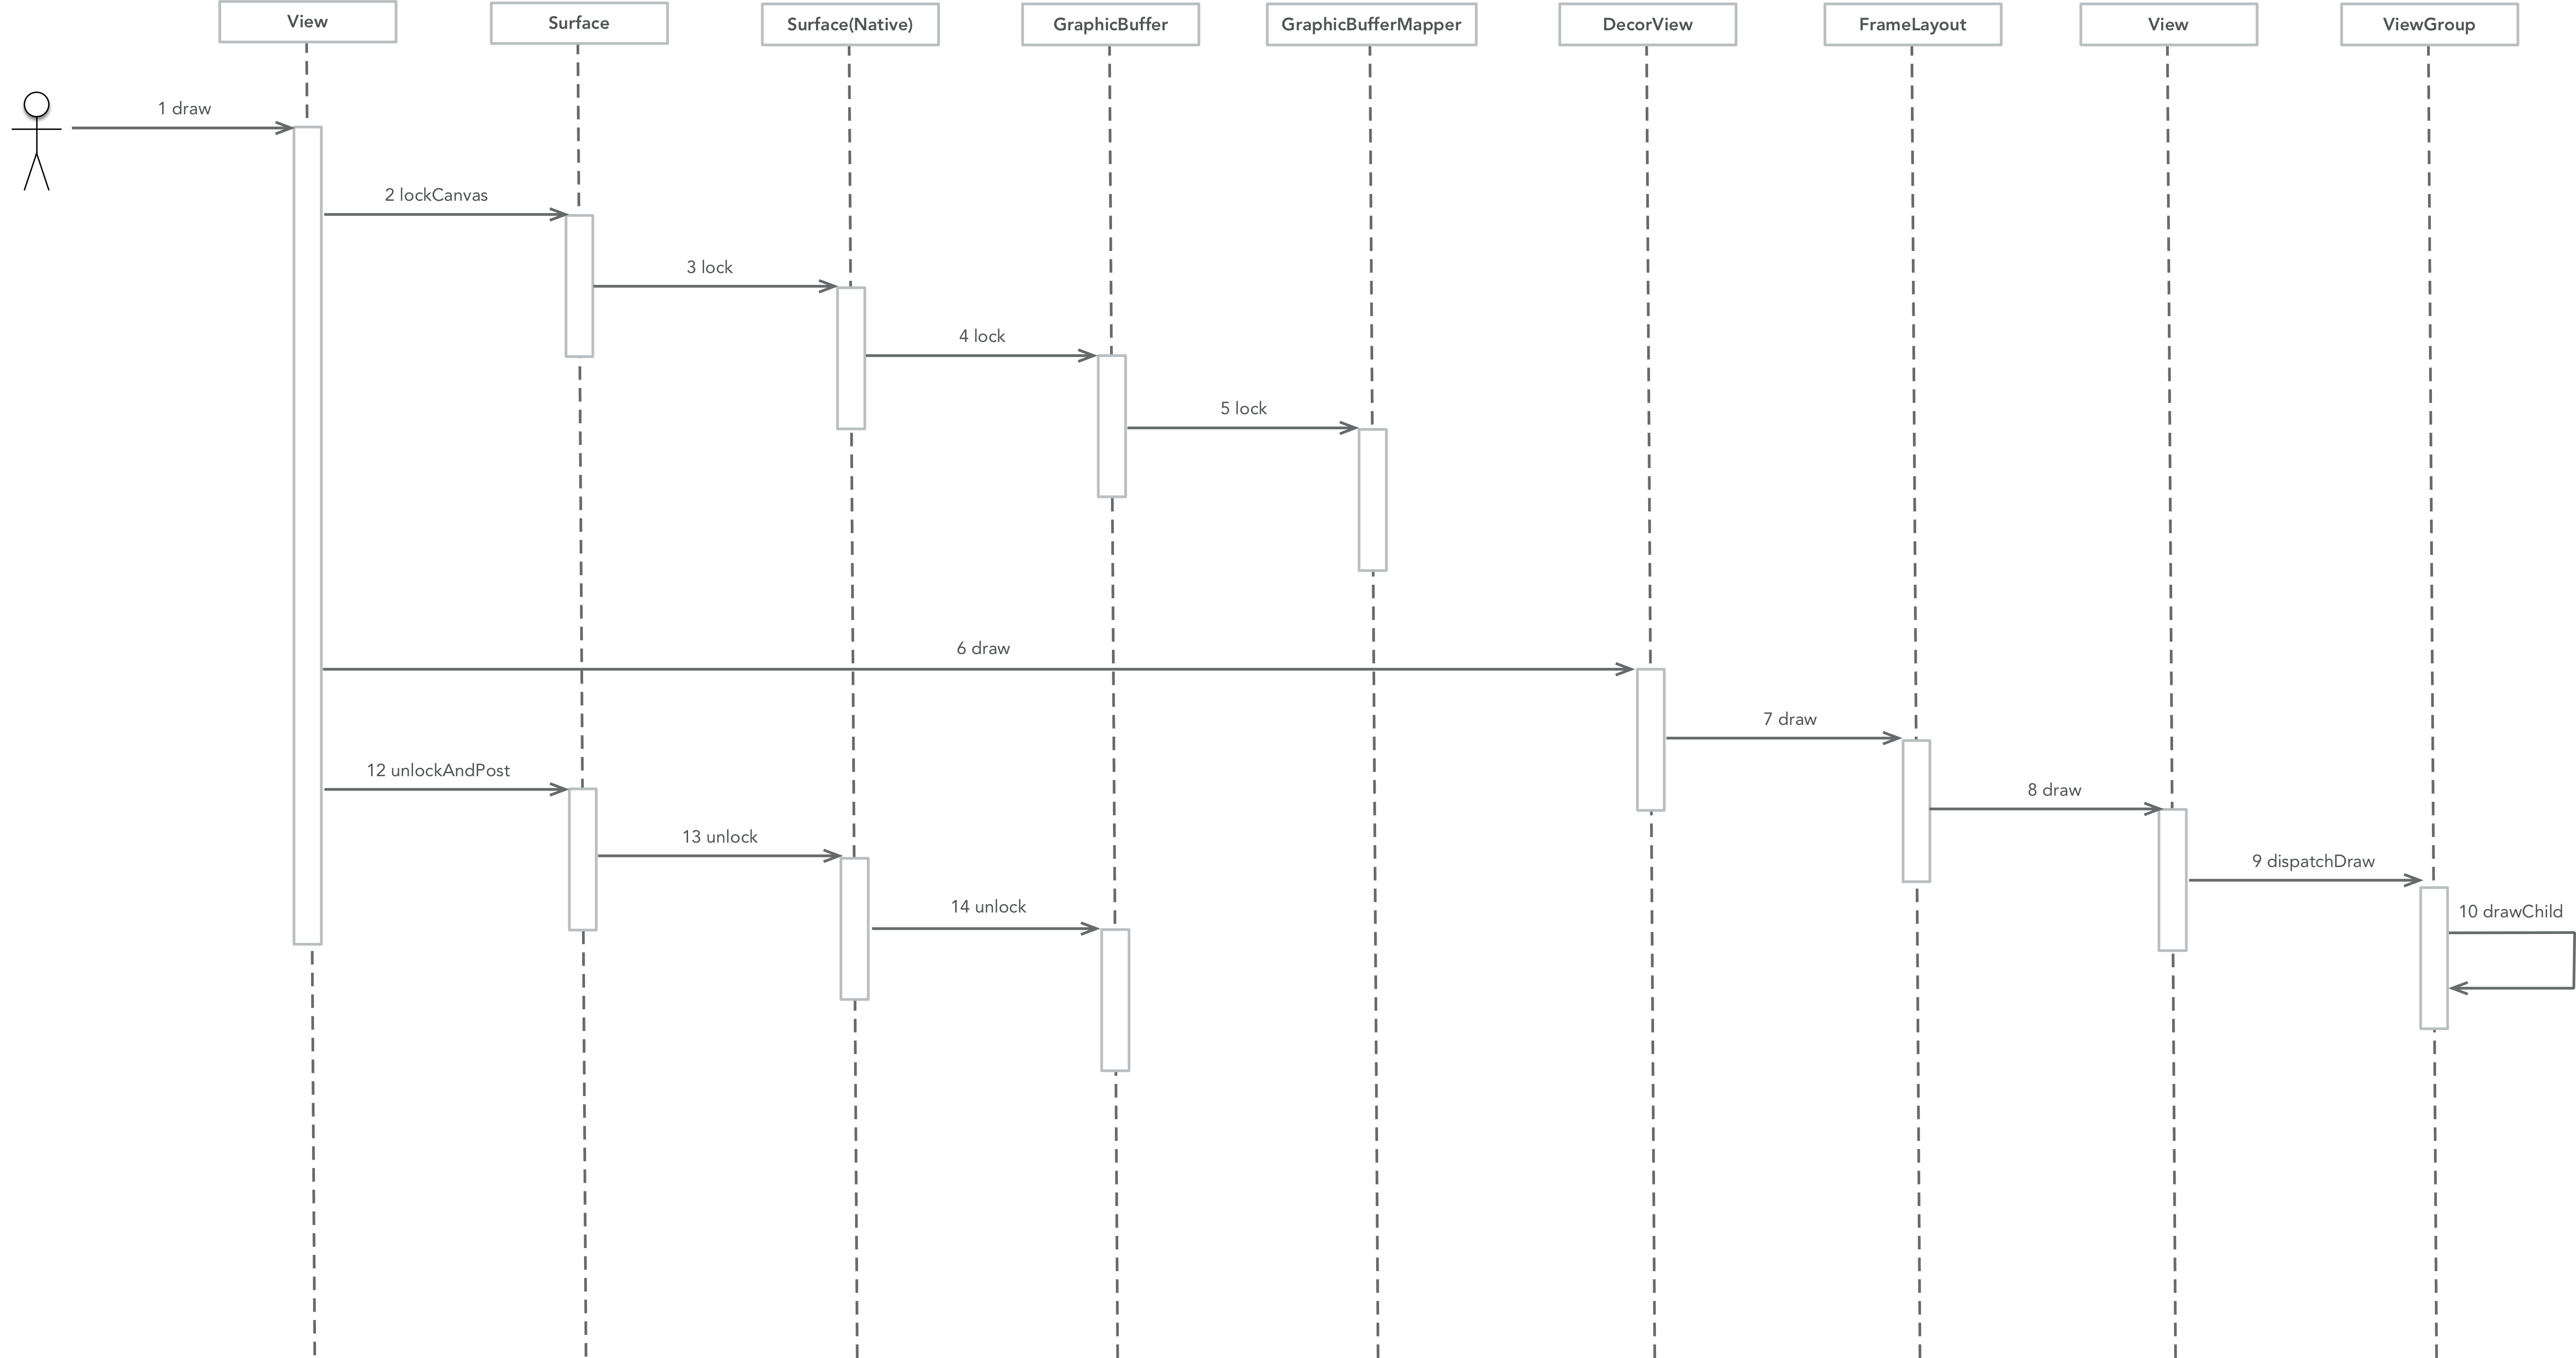 View
Surface
Surface(Native)
GraphicBuffer
GraphicBufferMapper
DecorView
FrameLayout
View
ViewGroup
1 draw
2 lockCanvas
3 lock
4 lock
5 lock
6 draw
7 draw
12 unlockAndPost
8 draw
13 unlock
9 dispatchDraw
14 unlock
10 drawChild